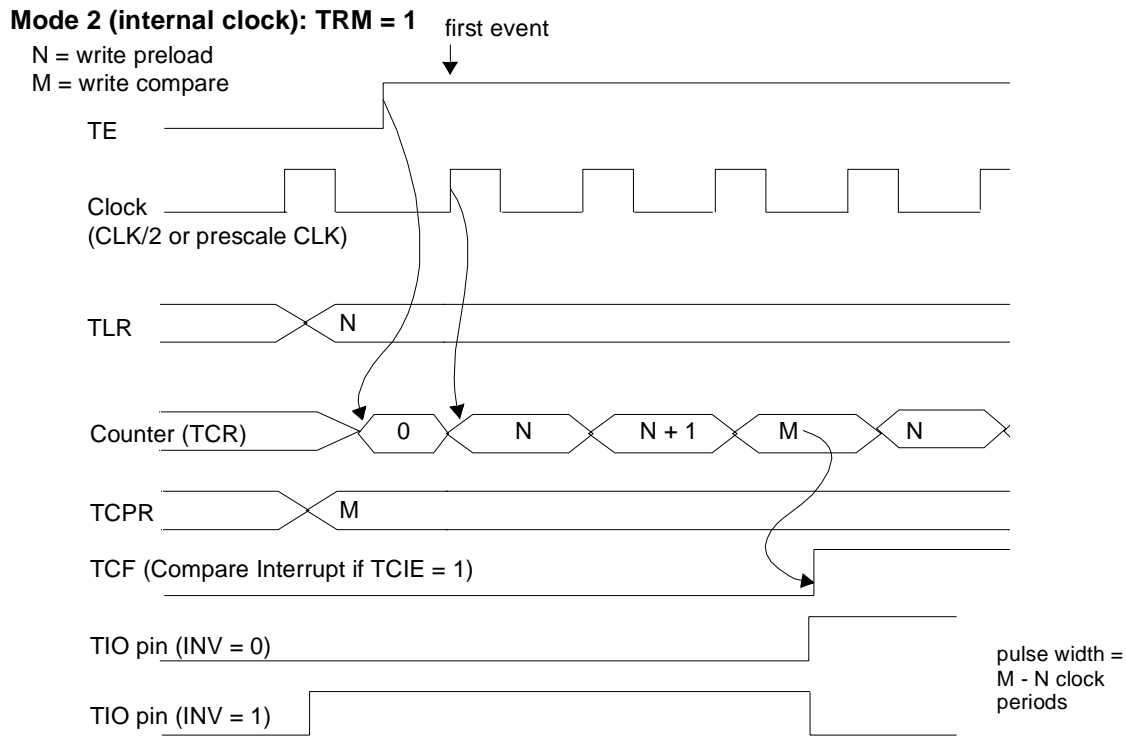 Mode 2 (internal clock): TRM = 1
first event
N = write preload
M = write compare
TE
Clock
(CLK/2 or prescale CLK)
TLR
N
Counter (TCR)
0
N
N + 1
M
N
TCPR
M
TCF (Compare Interrupt if TCIE = 1)
TIO pin (INV = 0)
pulse width =
M - N clock
periods
TIO pin (INV = 1)